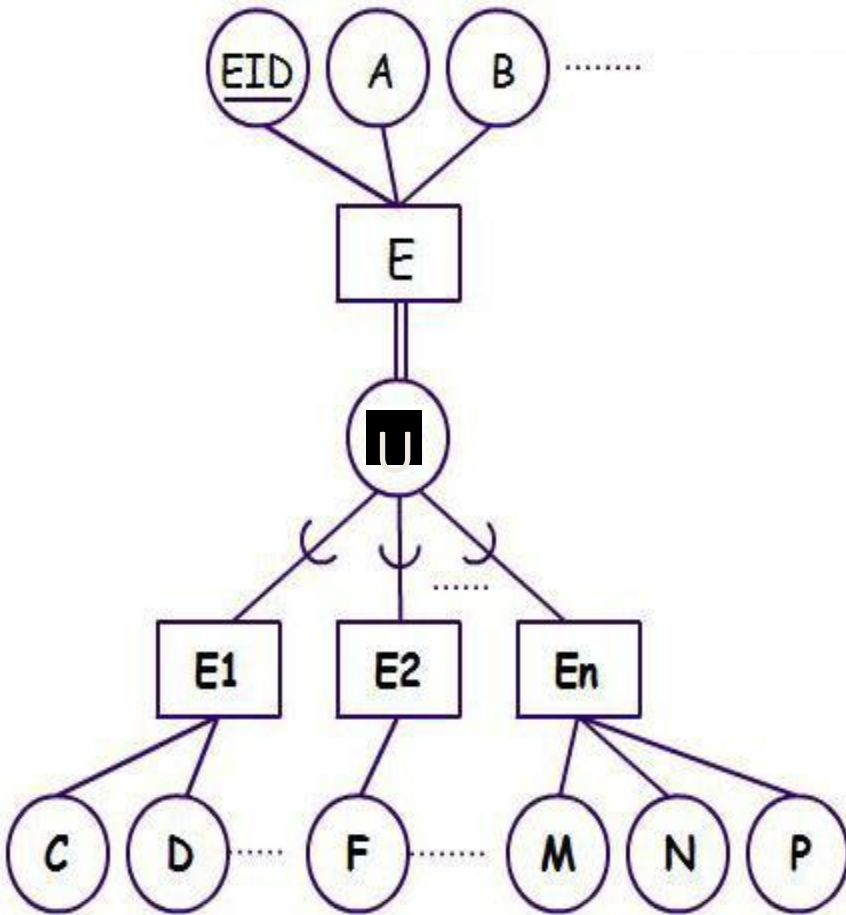 EID A B ........
E
U
......
E1 E2 En
C D ..... F ....... M N P